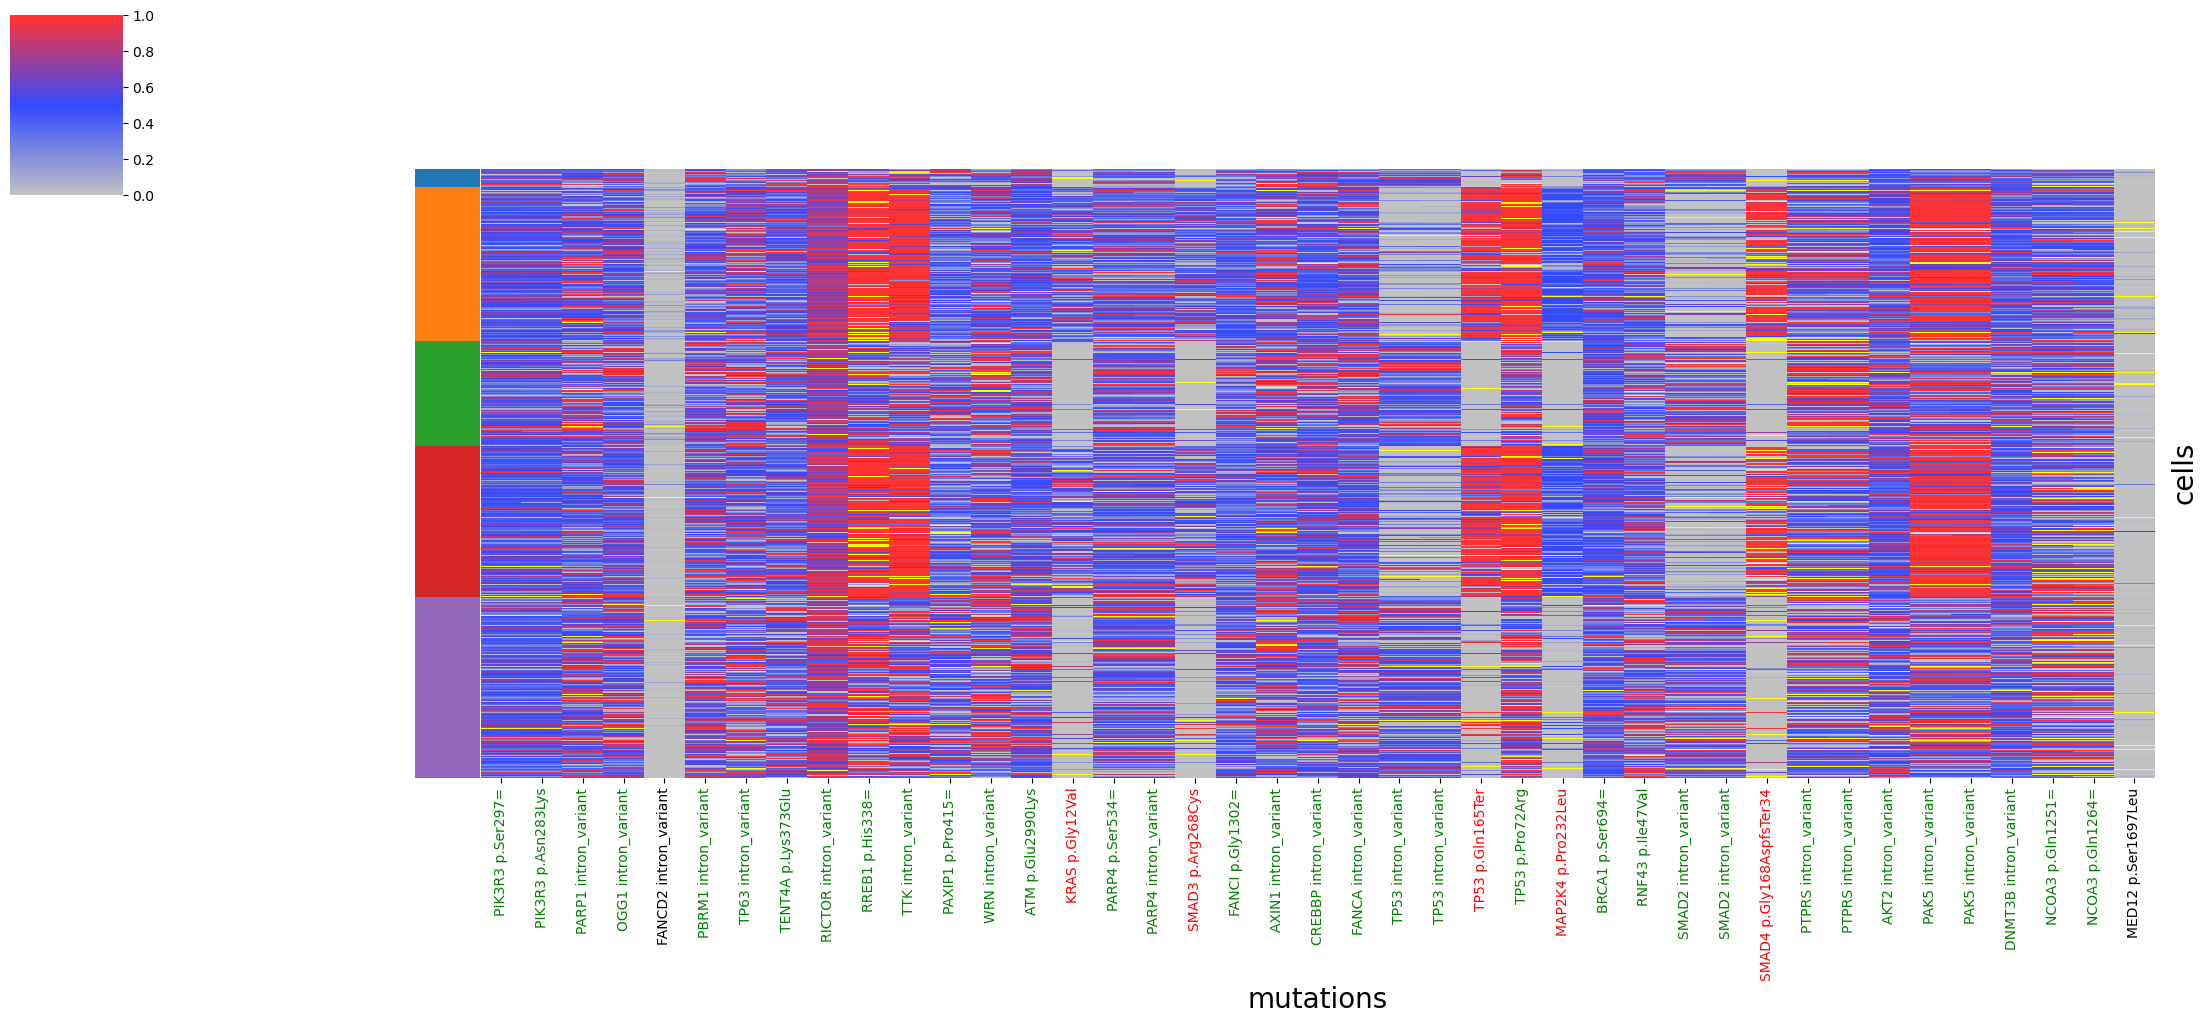 1.0
0.8
0.6
0.4
0.2
0.0
cells
PIK3R3 p.Ser297=
PIK3R3 p.Asn283Lys
PARP1 intron_variant
OGG1 intron_variant
FANCD2 intron_variant
PBRM1 intron_variant
TP63 intron_variant
TENT4A p.Lys373Glu
RICTOR intron_variant
RREB1 p.His338=
TTK intron_variant
PAXIP1 p.Pro415=
WRN intron_variant
ATM p.Glu2990Lys
KRAS p.Gly12Val
PARP4 p.Ser534=
PARP4 intron_variant
SMAD3 p.Arg268Cys
FANCI p.Gly1302=
AXIN1 intron_variant
CREBBP intron_variant
FANCA intron_variant
TP53 intron_variant
TP53 intron_variant
TP53 p.Gln165Ter
TP53 p.Pro72Arg
MAP2K4 p.Pro232Leu
BRCA1 p.Ser694=
RNF43 p.Ile47Val
SMAD2 intron_variant
SMAD2 intron_variant
SMAD4 p.Gly168AspfsTer34
PTPRS intron_variant
PTPRS intron_variant
AKT2 intron_variant
PAK5 intron_variant
PAK5 intron_variant
DNMT3B intron_variant
NCOA3 p.Gln1251=
NCOA3 p.Gln1264=
MED12 p.Ser1697Leu
mutations